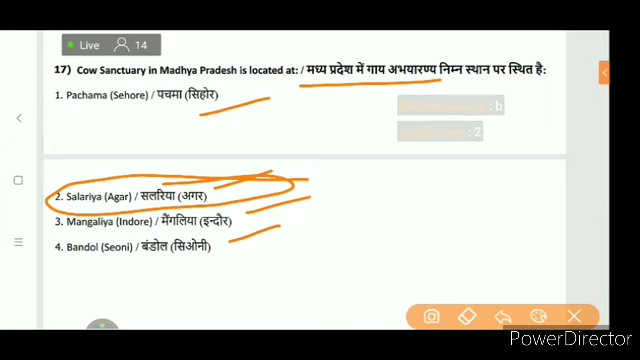 Live 14
17) Cow Sanctuary in Madhya Pradesh is located at: / मध्य प्रदेश में गाय अभयारण्य निम्न स्थान पर स्थित है:
1. Pachama (Sehore) / पचमा (सिहोर)
: b
: 2
2. Salariya (Agar) / सलरिया (अगर)
3. Mangaliya (Indore) / मैंगलिया (इन्दौर)
4. Bandol (Seoni) / बंडोल (सिओनी)
PowerDirector